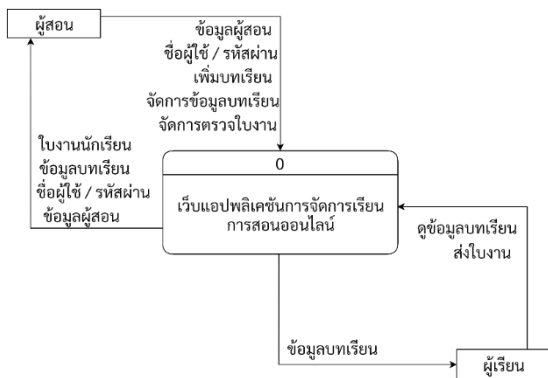 ผู้สอน
ข้อมูลผู้สอน
ชื่อผู้ใช้ / รหัสผ่าน
เพิ่มบทเรียน
จัดการข้อมูลบทเรียน
จัดการตรวจใบงาน
ใบงานนักเรียน
ข้อมูลบทเรียน
ชื่อผู้ใช้ / รหัสผ่าน
ข้อมูลผู้สอน
0
เว็บแอปพลิเคชันการจัดการเรียน
การสอนออนไลน์
ดูข้อมูลบทเรียน
ส่งใบงาน
ข้อมูลบทเรียน
ผู้เรียน